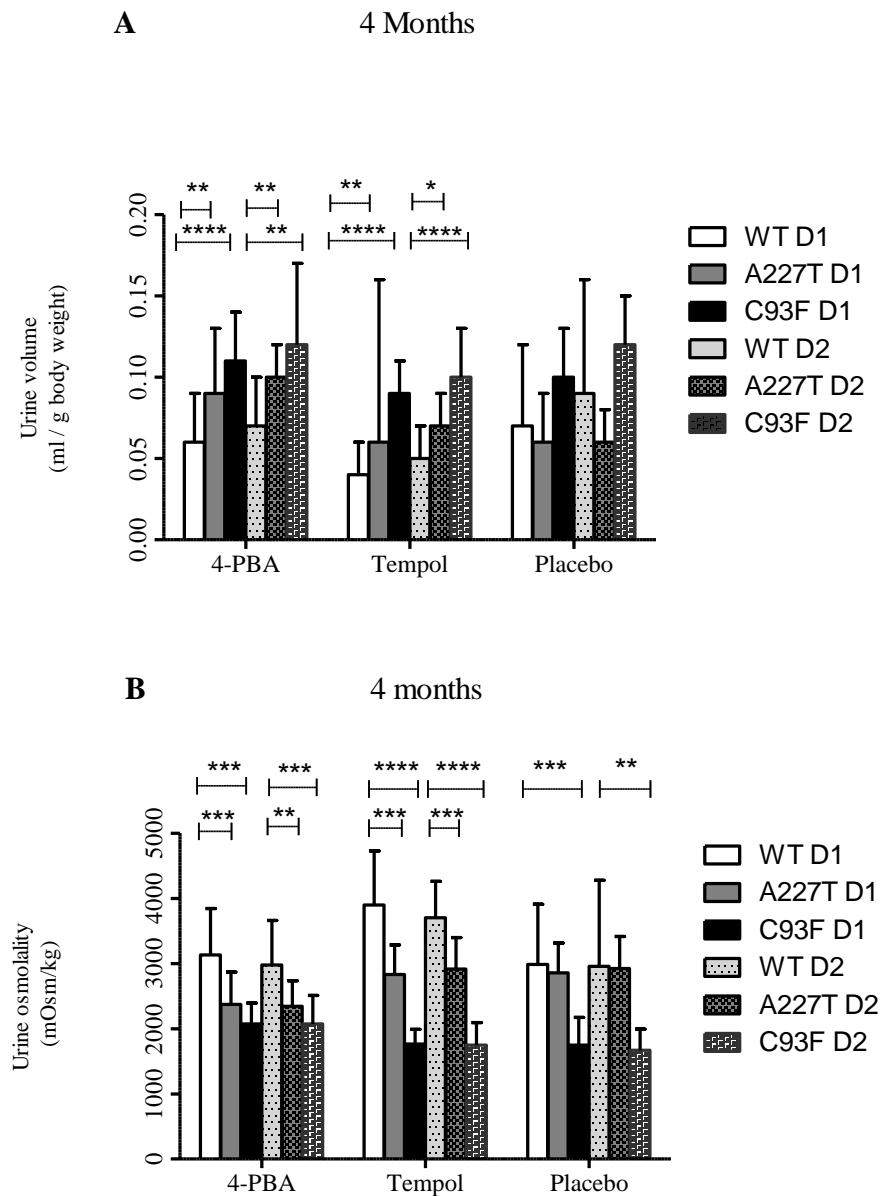 A
4 Months
** ** ** *
**** ** **** ****
Urine volume
(ml / g body weight)
0.20
0.15
0.10
0.05
0.00
4-PBA Tempol Placebo
WT D1
A227T D1
C93F D1
WT D2
A227T D2
C93F D2
B
4 months
*** *** **** **** *** **
*** ** *** ***
Urine osmolality
(mOsm/kg)
5000
4000
3000
2000
1000
0
4-PBA Tempol Placebo
WT D1
A227T D1
C93F D1
WT D2
A227T D2
C93F D2